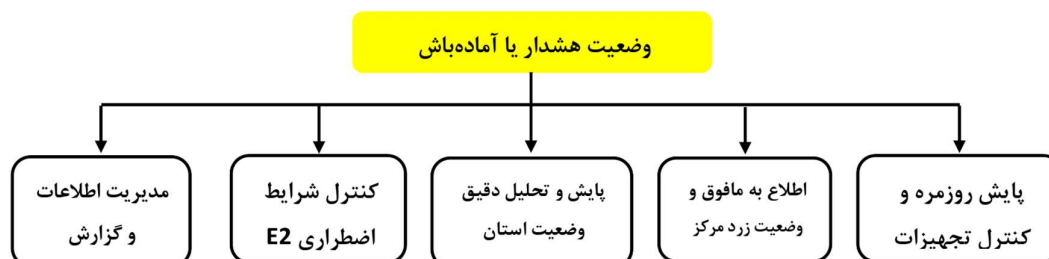 وضعیت هشدار یا آماده‌باش
پایش روزمره و
کنترل تجهیزات
اطلاع به مافوق و
وضعیت زرد مرکز
پایش و تحلیل دقیق
وضعیت استان
کنترل شرایط
اضطراری E2
مدیریت اطلاعات
و گزارش